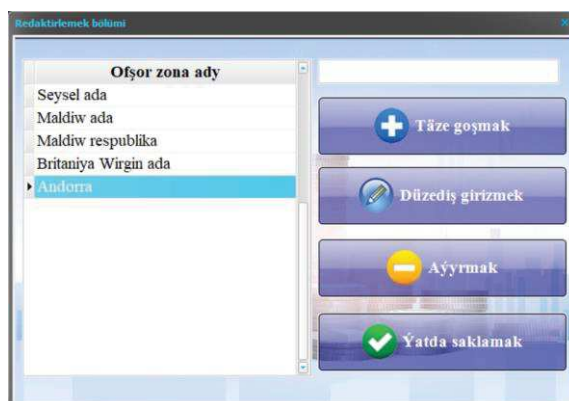 Redaktirlemek bölümi
Ofşor zona ady
Seysel ada
Maldiw ada
Maldiw respublika
Britaniya Wirgin ada
Andorra
Täze goşmak
Düzediş girizmek
Aýyrmak
Ýatda saklamak